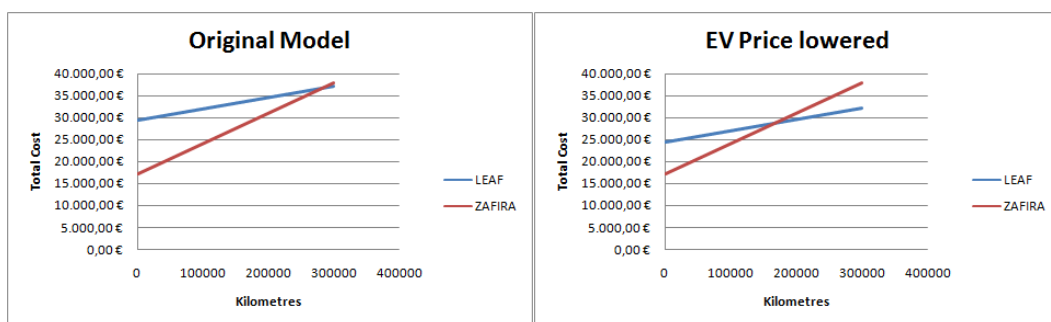 Original Model
40.000,00 €
35.000,00 €
30.000,00 €
25.000,00 €
20.000,00 €
15.000,00 €
10.000,00 €
5.000,00 €
0,00 €
Total Cost
0 100000 200000 300000 400000
Kilometres
LEAF
ZAFIRA
EV Price lowered
40.000,00 €
35.000,00 €
30.000,00 €
25.000,00 €
20.000,00 €
15.000,00 €
10.000,00 €
5.000,00 €
0,00 €
Total Cost
0 100000 200000 300000 400000
Kilometres
LEAF
ZAFIRA